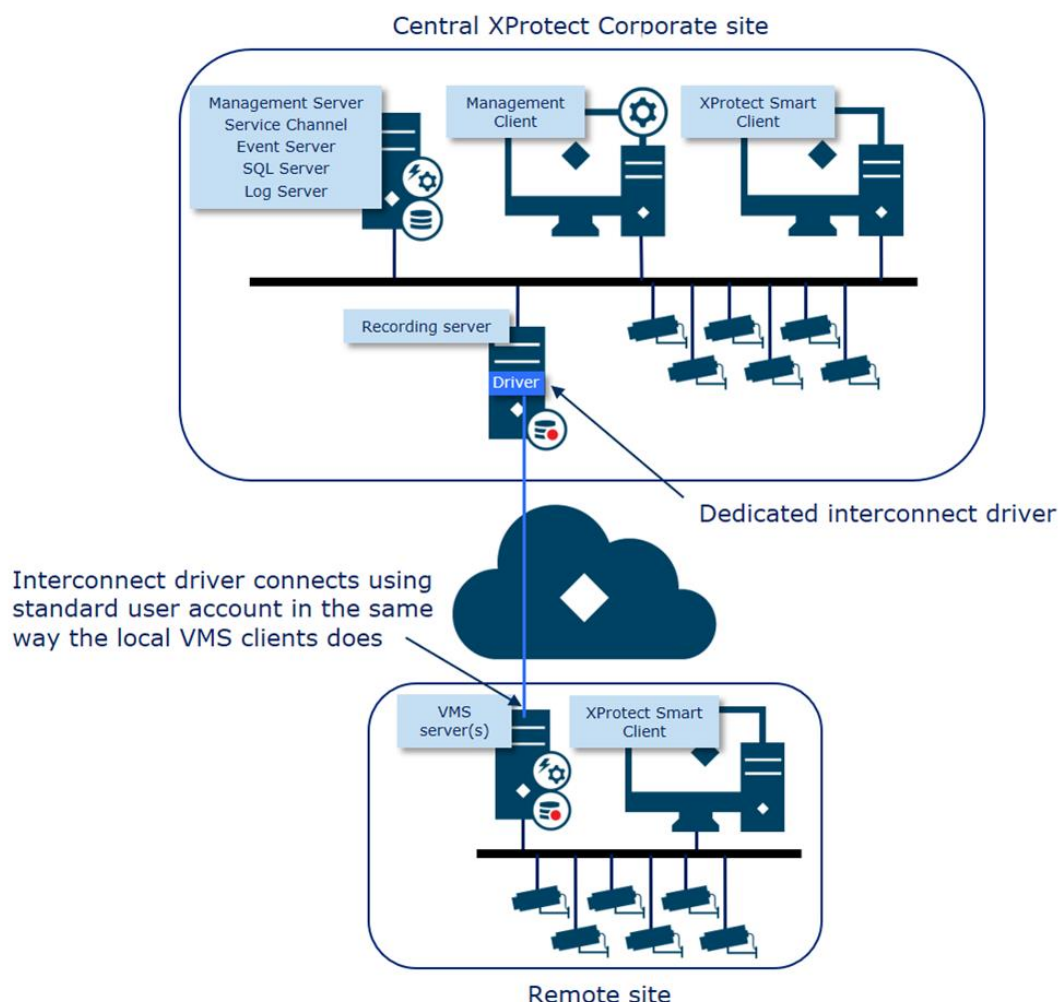 Central XProtect Corporate site
Management Server
Service Channel
Event Server
SQL Server
Log Server
Management
Client
XProtect Smart
Client
Recording server
Driver
Dedicated interconnect driver
Interconnect driver connects using
standard user account in the same
way the local VMS clients does
VMS
server(s)
XProtect Smart
Client
Remote site